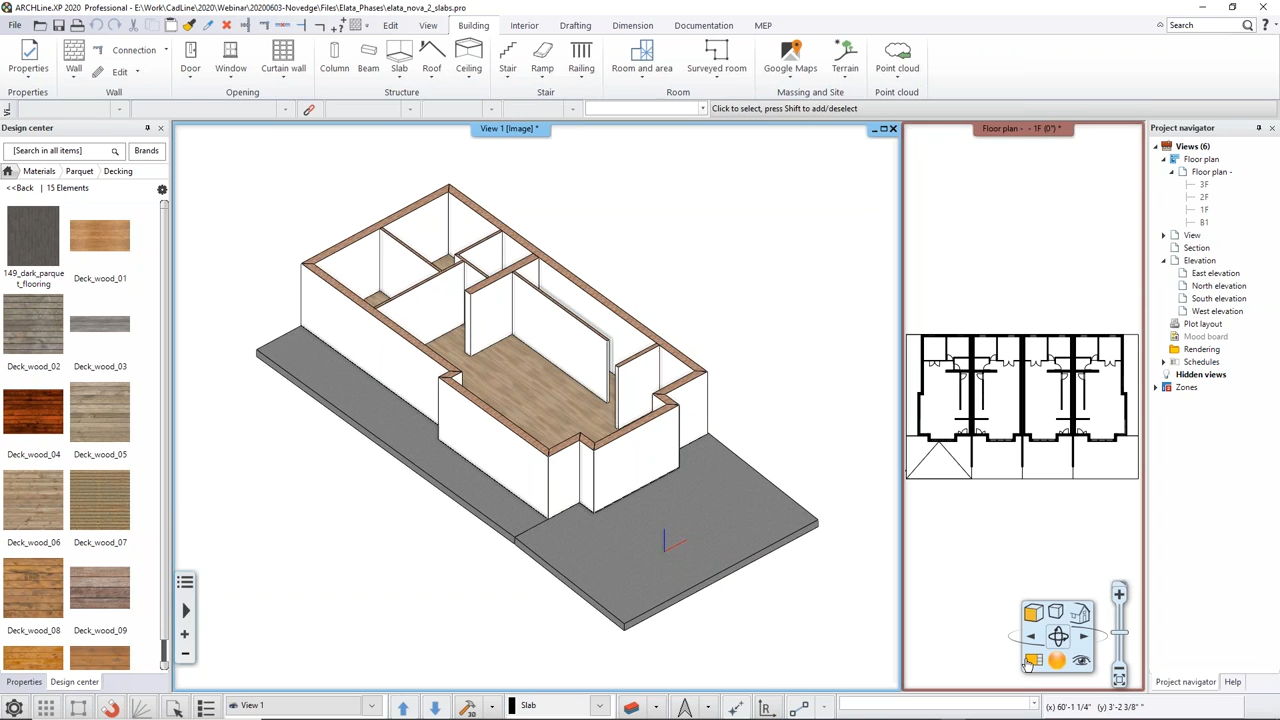 ARCHLine.XP 2020 Professional - Novedge - E:\Work\CadLine\Webinar\20200603-Novedge\Files\Elata_Phases\elata_nova_2_slabs.pro
File Edit View Building Interior Drafting Dimension Documentation MEP Search
Properties Wall Connection Edit Door Window Curtain wall Column Beam Slab Roof Ceiling Stair Ramp Railing Room and area Surveyed room Google Maps Terrain Point cloud
Properties Wall Opening Structure Stair Room Massing and Site Point cloud
Click to select, press Shift to add/deselect
Design center
[Search in all items] Brands
Materials Parquet Decking
<<Back | 15 Elements
149_dark_parque
t_flooring
Deck_wood_01
Deck_wood_02 Deck_wood_03
Deck_wood_04 Deck_wood_05
Deck_wood_06 Deck_wood_07
Deck_wood_08 Deck_wood_09
Properties Design center
View 1 [Image] *
Floor plan - - 1F (0") *
Project navigator
Views (6)
Floor plan
Floor plan -
3F
2F
1F
B1
View
Section
Elevation
East elevation
North elevation
South elevation
West elevation
Plot layout
Mood board
Rendering
Schedules
Hidden views
Zones
Project navigator Help
View 1 Slab (x) 60'-1 1/4" (y) 3'-2 3/8"